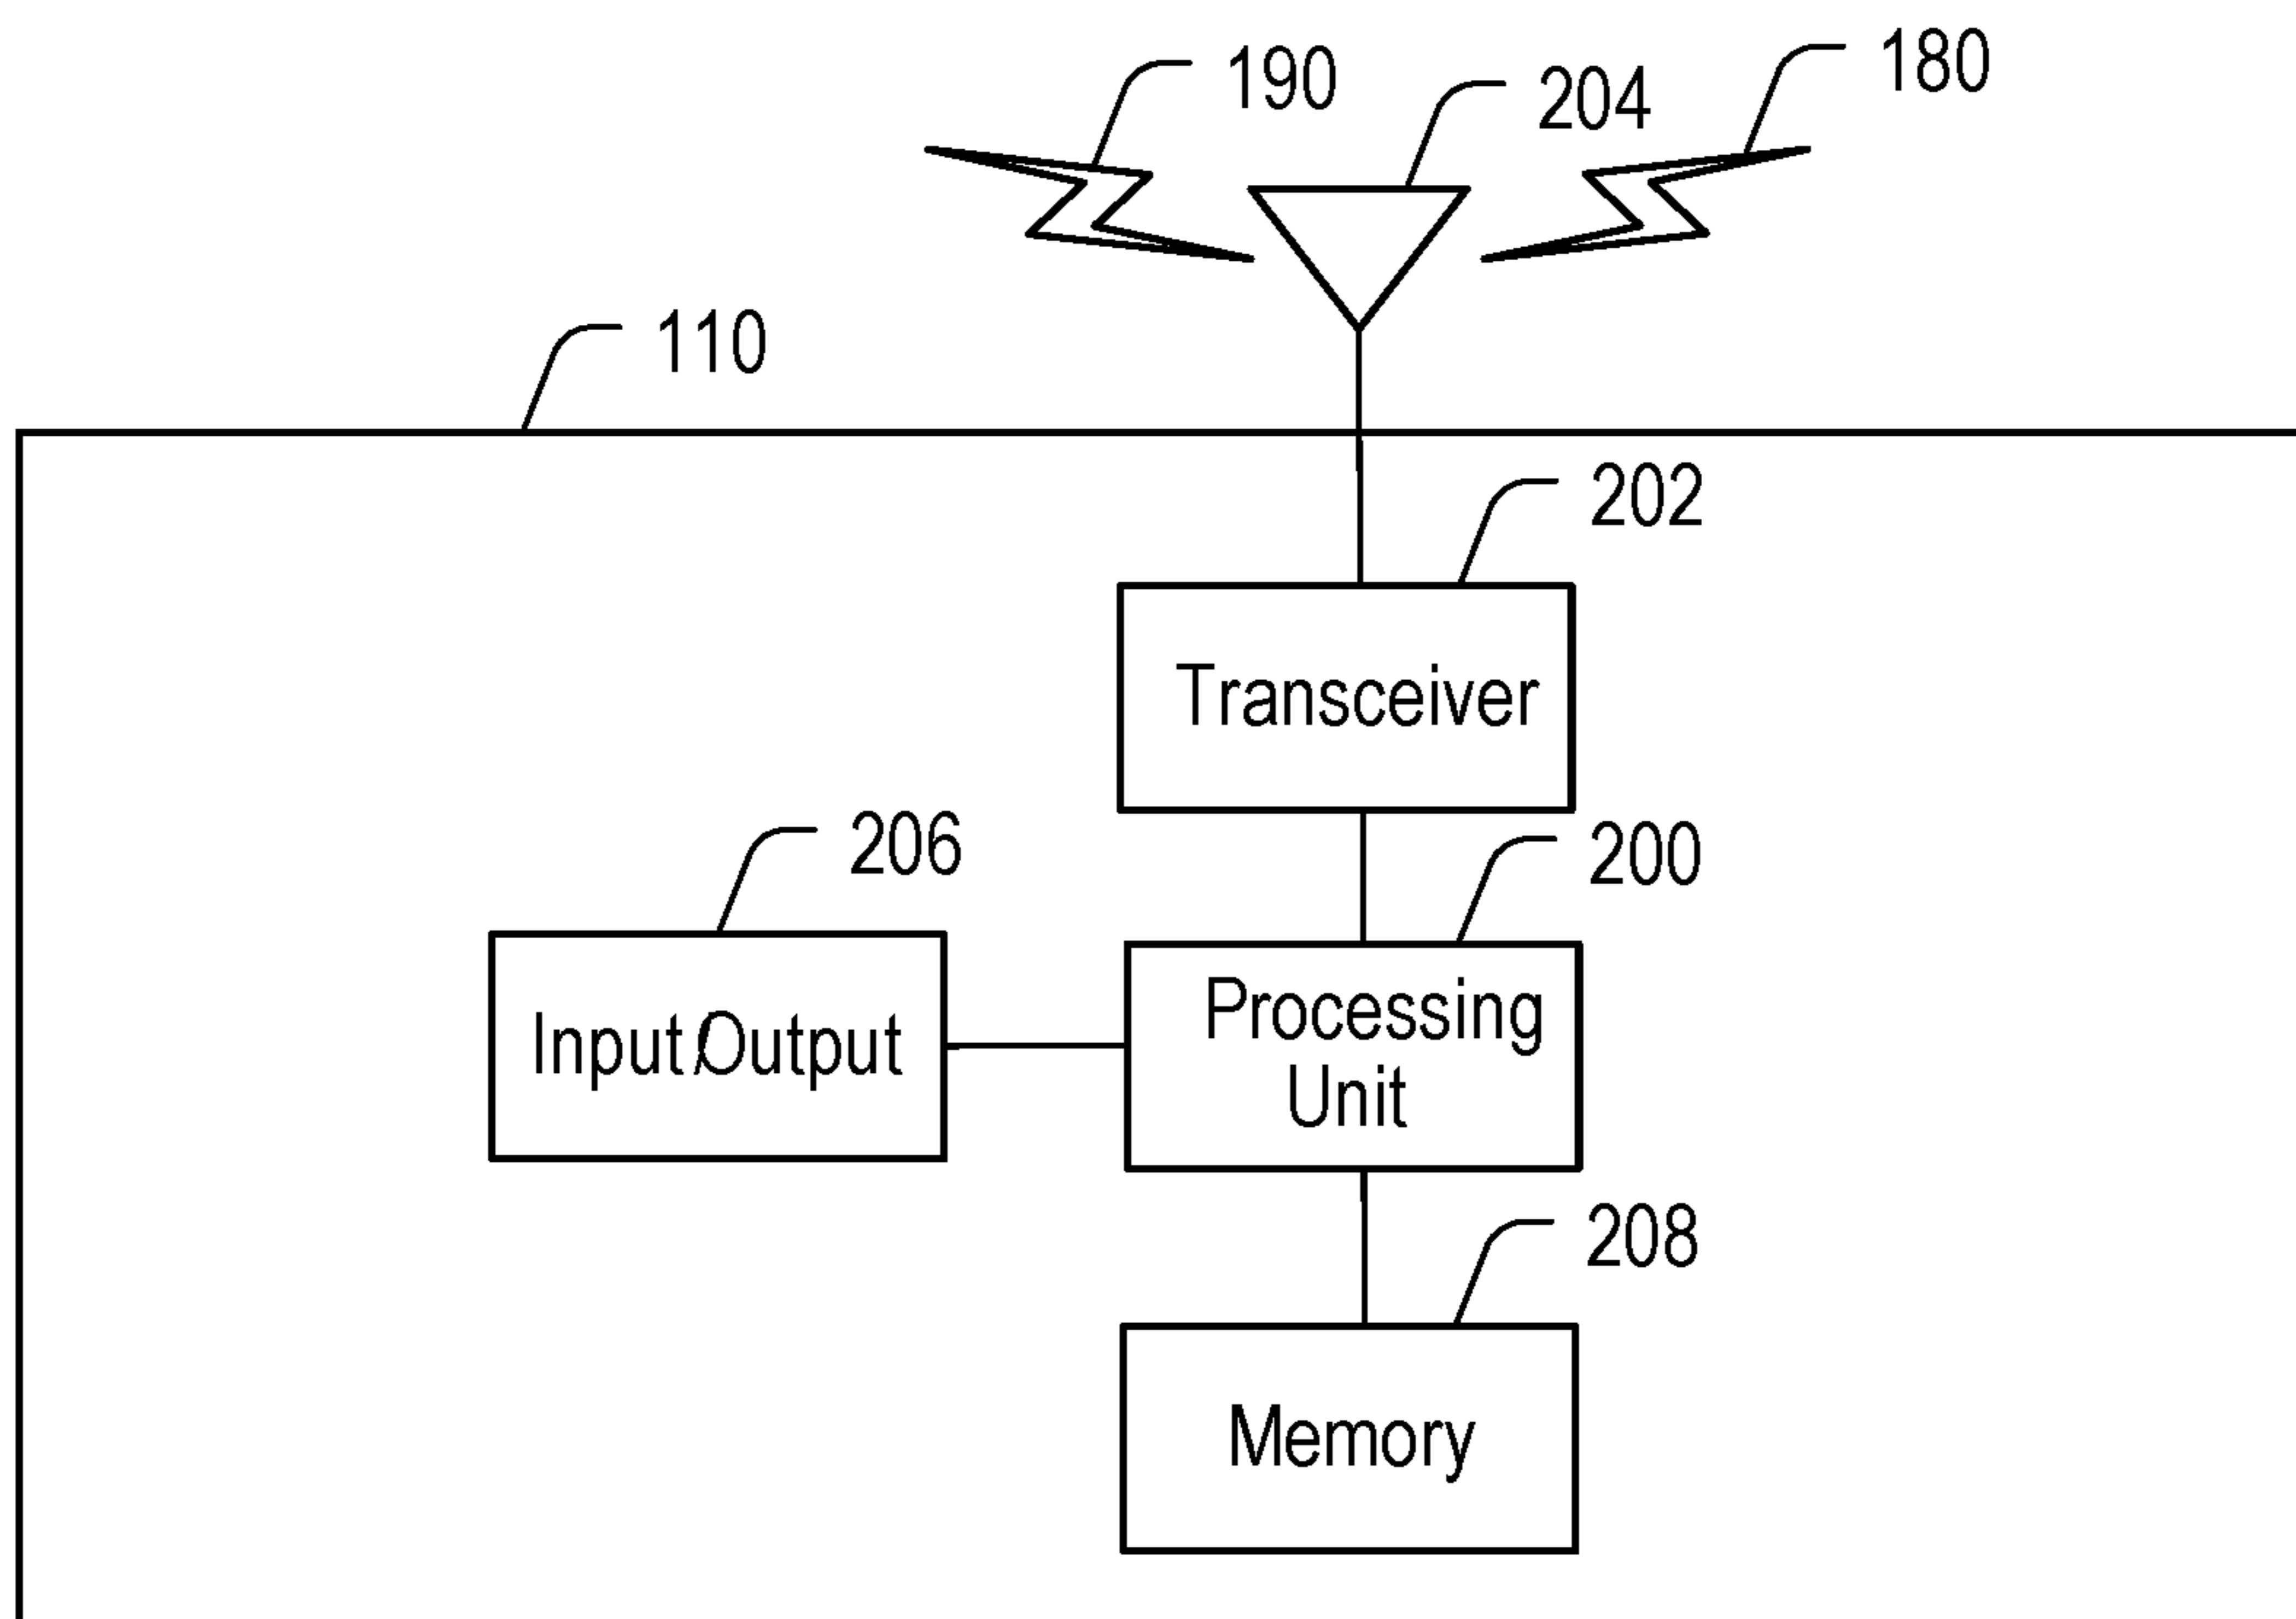 190
204
180
110
202
Transceiver
206
200
Input/Output
Processing
Unit
208
Memory